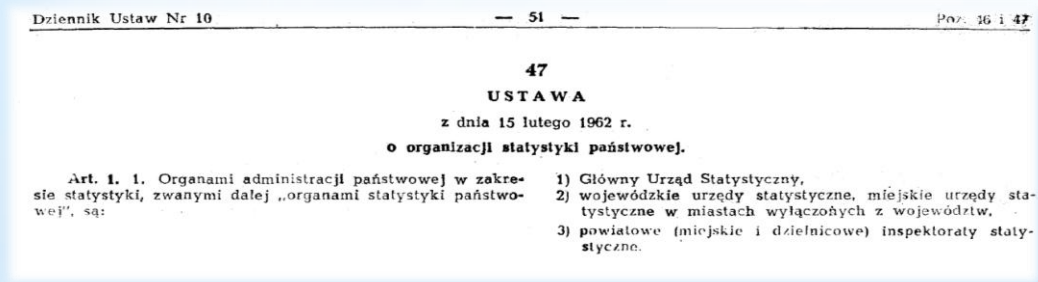 Dziennik Ustaw Nr 10 — 51 — Poz. 46 i 47
47
USTAWA
z dnia 15 lutego 1962 r.
o organizacji statystyki państwowej.
Art. 1. 1. Organami administracji państwowej w zakre-
sie statystyki, zwanymi dalej „organami statystyki państwo-
wej", są:
1) Główny Urząd Statystyczny,
2) wojewódzkie urzędy statystyczne, miejskie urzędy sta-
tystyczne w miastach wyłączonych z województw,
3) powiatowe (miejskie i dzielnicowe) inspektoraty staty-
styczne.